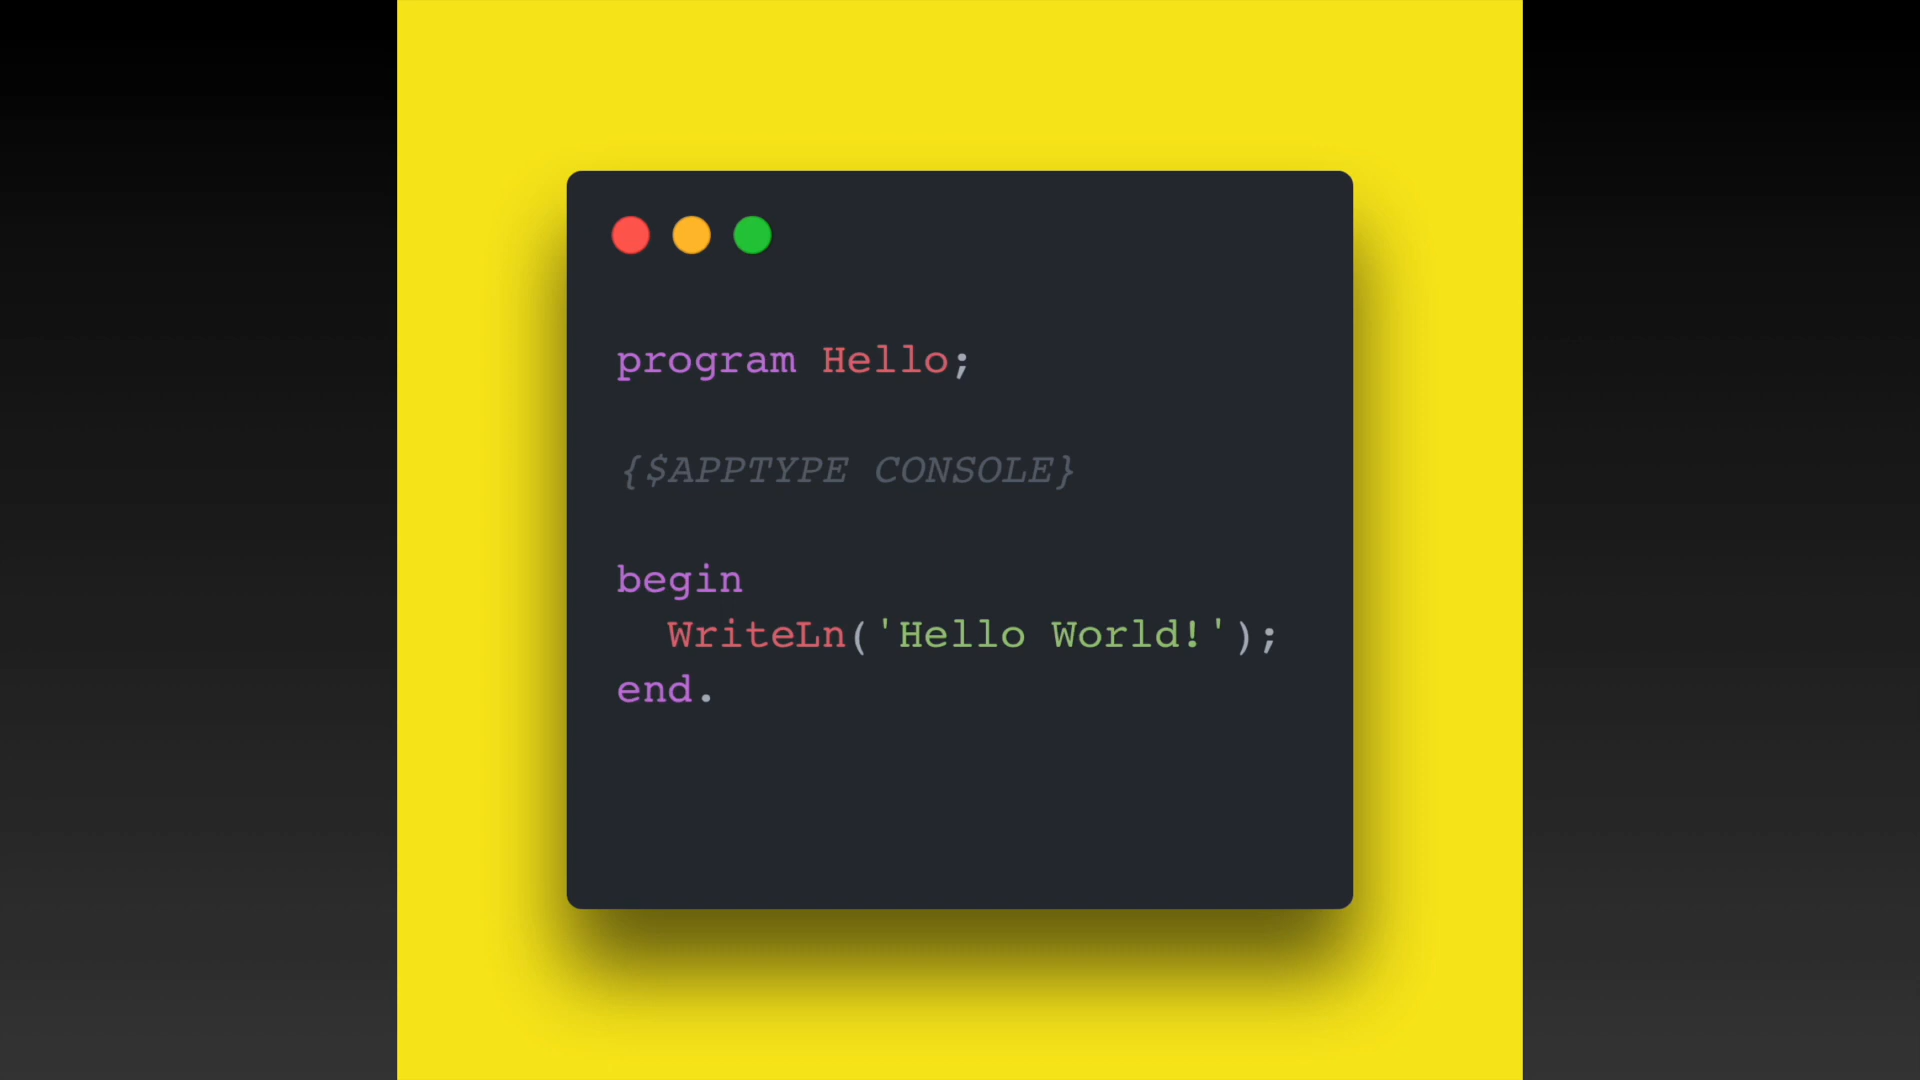 program Hello;
{$APPTYPE CONSOLE}
begin
  WriteLn('Hello World!');
end.